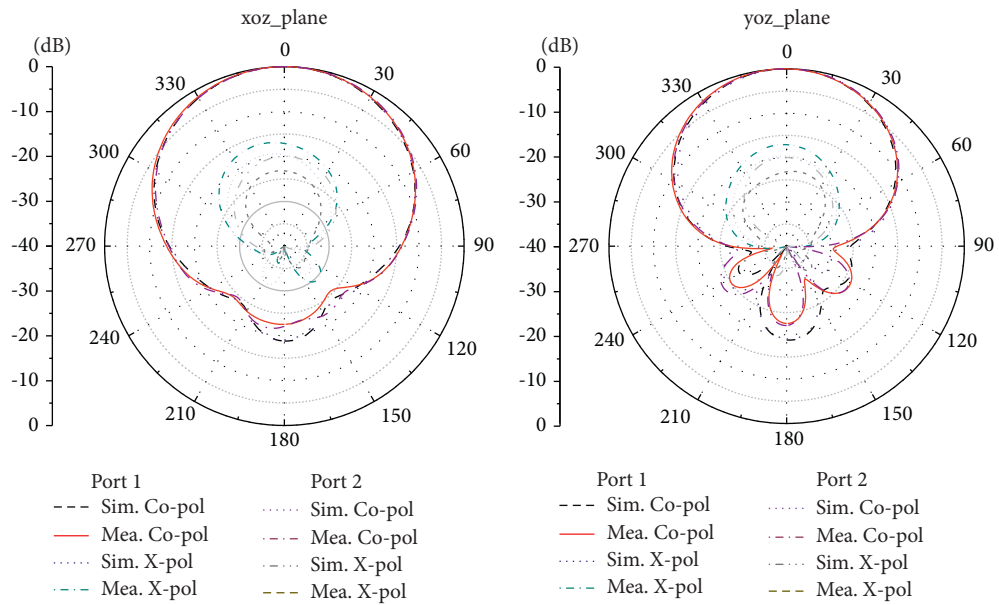 xoz_plane
(dB)
0
-10
-20
-30
-40
-30
-20
-10
0
0
30
60
90
120
150
180
210
240
270
300
330
Port 1
Sim. Co-pol
Mea. Co-pol
Sim. X-pol
Mea. X-pol
Port 2
Sim. Co-pol
Mea. Co-pol
Sim. X-pol
Mea. X-pol
yoz_plane
(dB)
0
-10
-20
-30
-40
-30
-20
-10
0
0
30
60
90
120
150
180
210
240
270
300
330
Port 1
Sim. Co-pol
Mea. Co-pol
Sim. X-pol
Mea. X-pol
Port 2
Sim. Co-pol
Mea. Co-pol
Sim. X-pol
Mea. X-pol